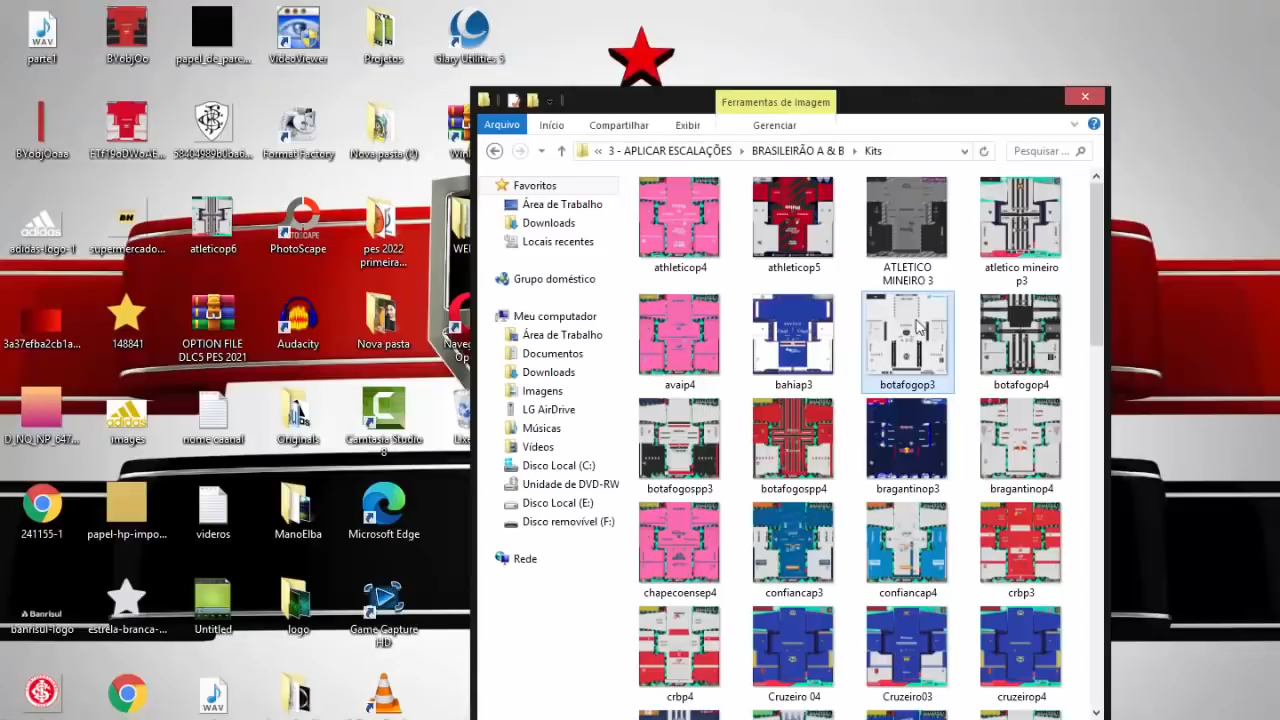 parte1
BYobjOo
papel_de_parc...
VideoViewer
Projetos
Glary Utilities 5
BYobjOoaa
E1f19oDWoAE...
58404989b0ba6...
Format Factory
Nova pasta (2)
adidas-logo-1
supermercado...
atleticop6
PhotoScape
pes 2022
primeira...
3a37efba2cb1a...
148841
OPTION FILE
DLC5 PES 2021
Audacity
Nova pasta
D_NQ_NP_647...
images
nome caanal
Originals
Camtasia Studio
8
241155-1
papel-hp-impo...
videros
ManoElba
Microsoft Edge
banrisul-logo
estrela-branca-...
Untitled
logo
Game Capture
HD
Ferramentas de imagem
Arquivo
Início
Compartilhar
Exibir
Gerenciar
« 3 - APLICAR ESCALAÇÕES
BRASILEIRÃO A & B
Kits
Pesquisar ...
Favoritos
Área de Trabalho
Downloads
Locais recentes
Grupo doméstico
Meu computador
Área de Trabalho
Documentos
Downloads
Imagens
LG AirDrive
Músicas
Vídeos
Disco Local (C:)
Unidade de DVD-RW
Disco Local (E:)
Disco removível (F:)
Rede
athleticop4
athleticop5
ATLETICO
MINEIRO 3
atletico mineiro
p3
avaip4
bahiap3
botafogop3
botafogop4
botafogospp3
botafogospp4
bragantinop3
bragantinop4
chapecoensep4
confiancap3
confiancap4
crbp3
crbp4
Cruzeiro 04
Cruzeiro03
cruzeirop4